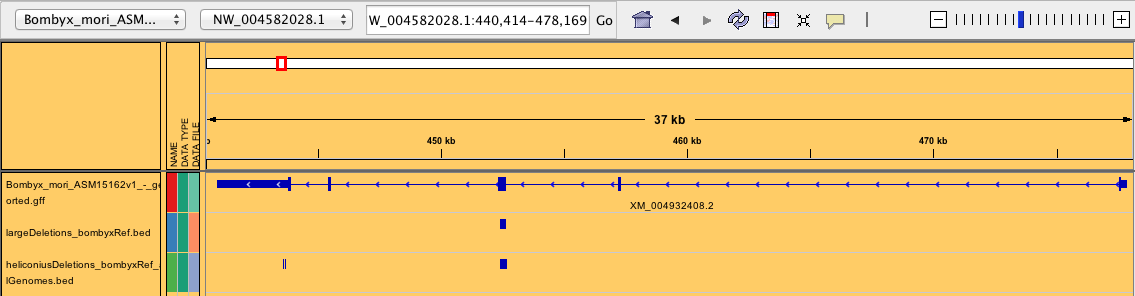 Bombyx_mori_ASM...
NW_004582028.1
W_004582028.1:440,414-478,169
Go
37 kb
450 kb
460 kb
470 kb
NAME
DATA TYPE
DATA FILE
Bombyx_mori_ASM15162v1_-_ge
orted.gff
XM_004932408.2
largeDeletions_bombyxRef.bed
heliconiusDeletions_bombyxRef_
lGenomes.bed